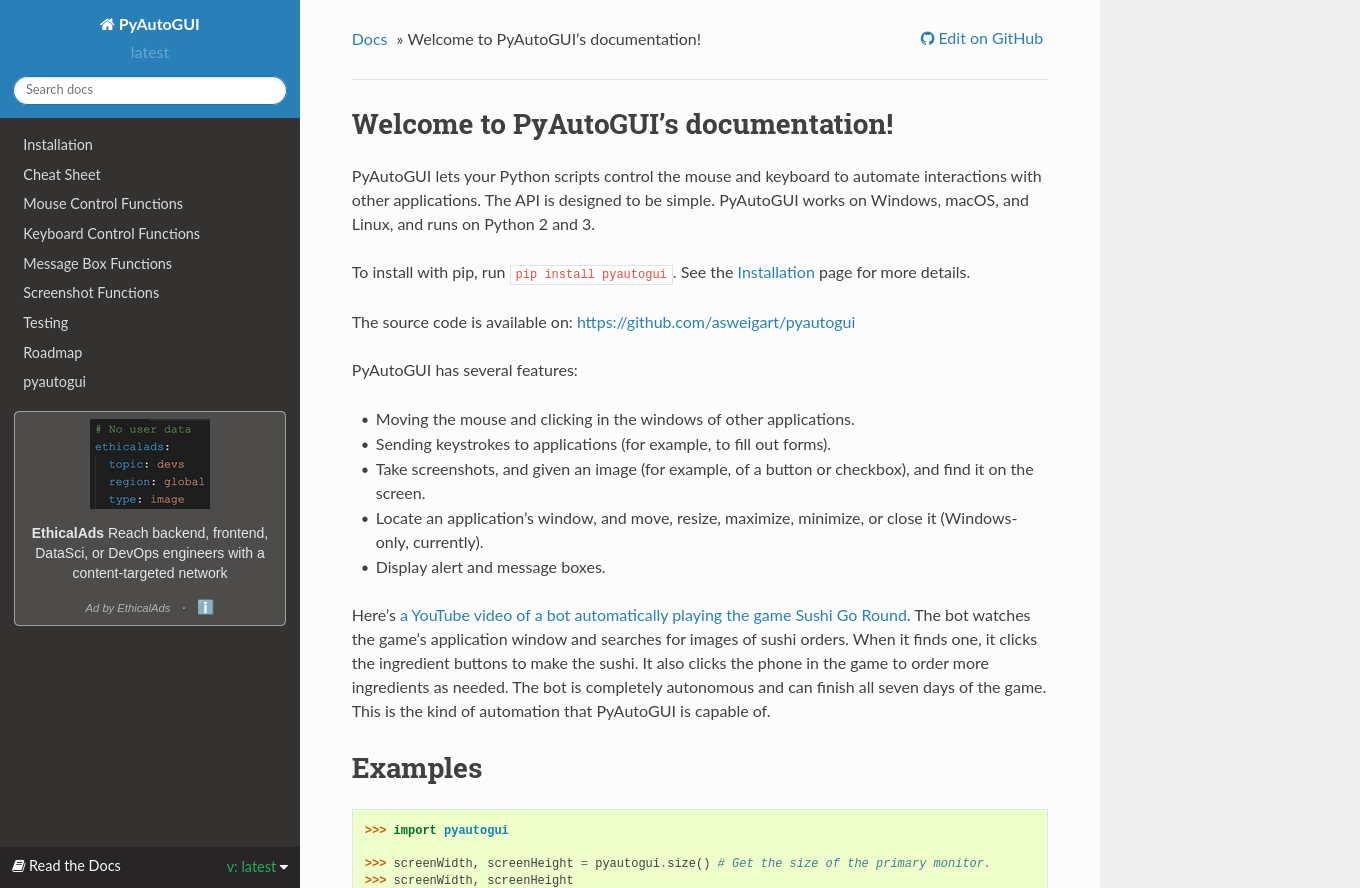 PyAutoGUI
latest
Search docs
Installation
Cheat Sheet
Mouse Control Functions
Keyboard Control Functions
Message Box Functions
Screenshot Functions
Testing
Roadmap
pyautogui
# No user data
ethicalads:
topic: devs
region: global
type: image
EthicalAds Reach backend, frontend,
DataSci, or DevOps engineers with a
content-targeted network
Ad by EthicalAds · ℹ️
Read the Docs v: latest
Docs » Welcome to PyAutoGUI’s documentation! Edit on GitHub
Welcome to PyAutoGUI’s documentation!
PyAutoGUI lets your Python scripts control the mouse and keyboard to automate interactions with
other applications. The API is designed to be simple. PyAutoGUI works on Windows, macOS, and
Linux, and runs on Python 2 and 3.
To install with pip, run pip install pyautogui. See the Installation page for more details.
The source code is available on: https://github.com/asweigart/pyautogui
PyAutoGUI has several features:
• Moving the mouse and clicking in the windows of other applications.
• Sending keystrokes to applications (for example, to fill out forms).
• Take screenshots, and given an image (for example, of a button or checkbox), and find it on the
screen.
• Locate an application’s window, and move, resize, maximize, minimize, or close it (Windows-
only, currently).
• Display alert and message boxes.
Here’s a YouTube video of a bot automatically playing the game Sushi Go Round. The bot watches
the game’s application window and searches for images of sushi orders. When it finds one, it clicks
the ingredient buttons to make the sushi. It also clicks the phone in the game to order more
ingredients as needed. The bot is completely autonomous and can finish all seven days of the game.
This is the kind of automation that PyAutoGUI is capable of.
Examples
>>> import pyautogui
>>> screenWidth, screenHeight = pyautogui.size() # Get the size of the primary monitor.
>>> screenWidth, screenHeight